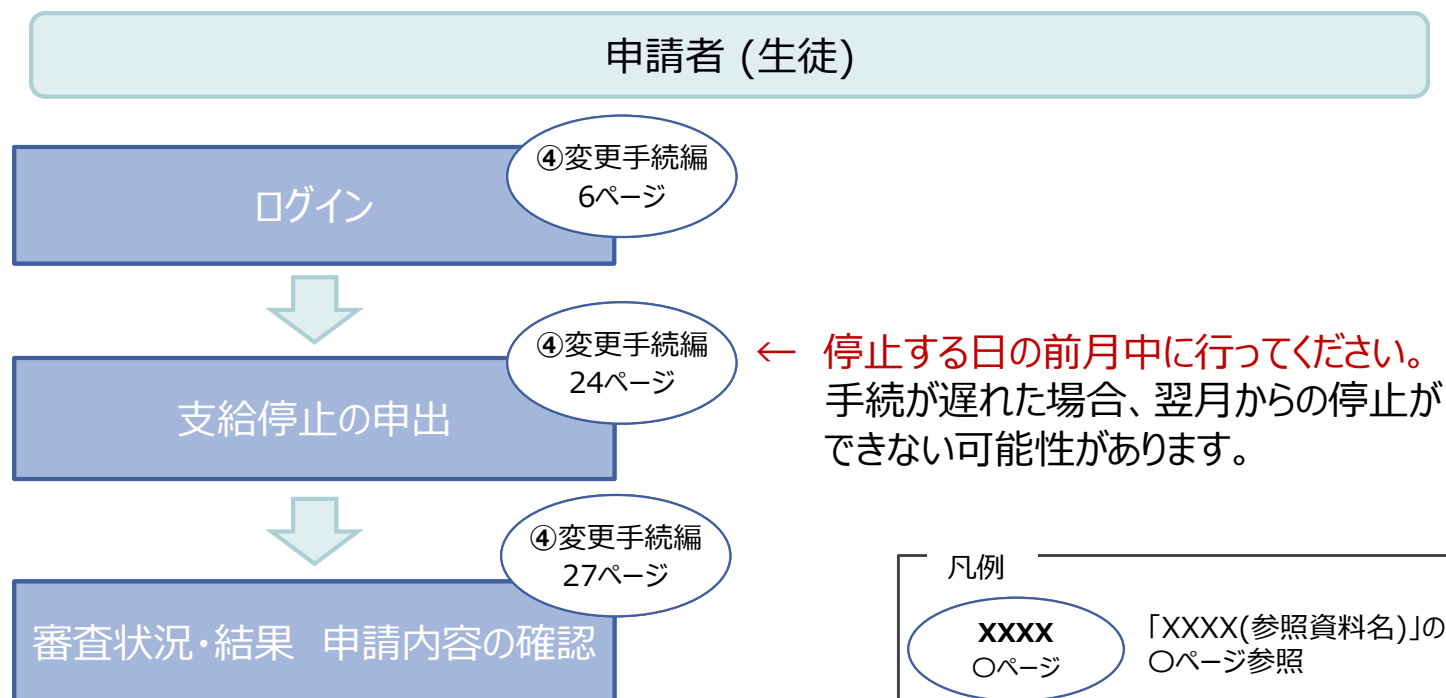 申請者 (生徒)
④変更手続編
6ページ
ログイン
④変更手続編
24ページ
支給停止の申出
← 停止する日の前月中に行ってください。
手続が遅れた場合、翌月からの停止が
できない可能性があります。
④変更手続編
27ページ
審査状況・結果　申請内容の確認
凡例
XXXX
〇ページ
「XXXX(参照資料名)」の
〇ページ参照